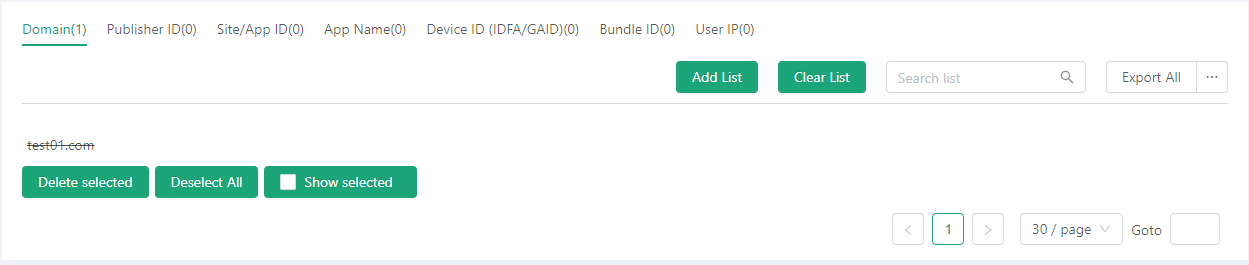 Domain(1) Publisher ID(0) Site/App ID(0) App Name(0) Device ID (IDFA/GAID)(0) Bundle ID(0) User IP(0)
Add List Clear List Search list Export All ...
test01.com
Delete selected Deselect All Show selected
< 1 > 30 / page Goto